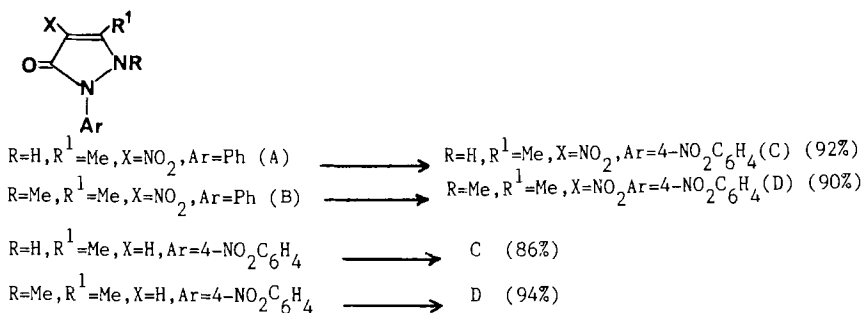 X R¹
O= NR
N
Ar
R=H,R¹=Me,X=NO₂,Ar=Ph (A) ⟶ R=H,R¹=Me,X=NO₂,Ar=4-NO₂C₆H₄(C) (92%)
R=Me,R¹=Me,X=NO₂,Ar=Ph (B) ⟶ R=Me,R¹=Me,X=NO₂Ar=4-NO₂C₆H₄(D) (90%)
R=H,R¹=Me,X=H,Ar=4-NO₂C₆H₄ ⟶ C (86%)
R=Me,R¹=Me,X=H,Ar=4-NO₂C₆H₄ ⟶ D (94%)